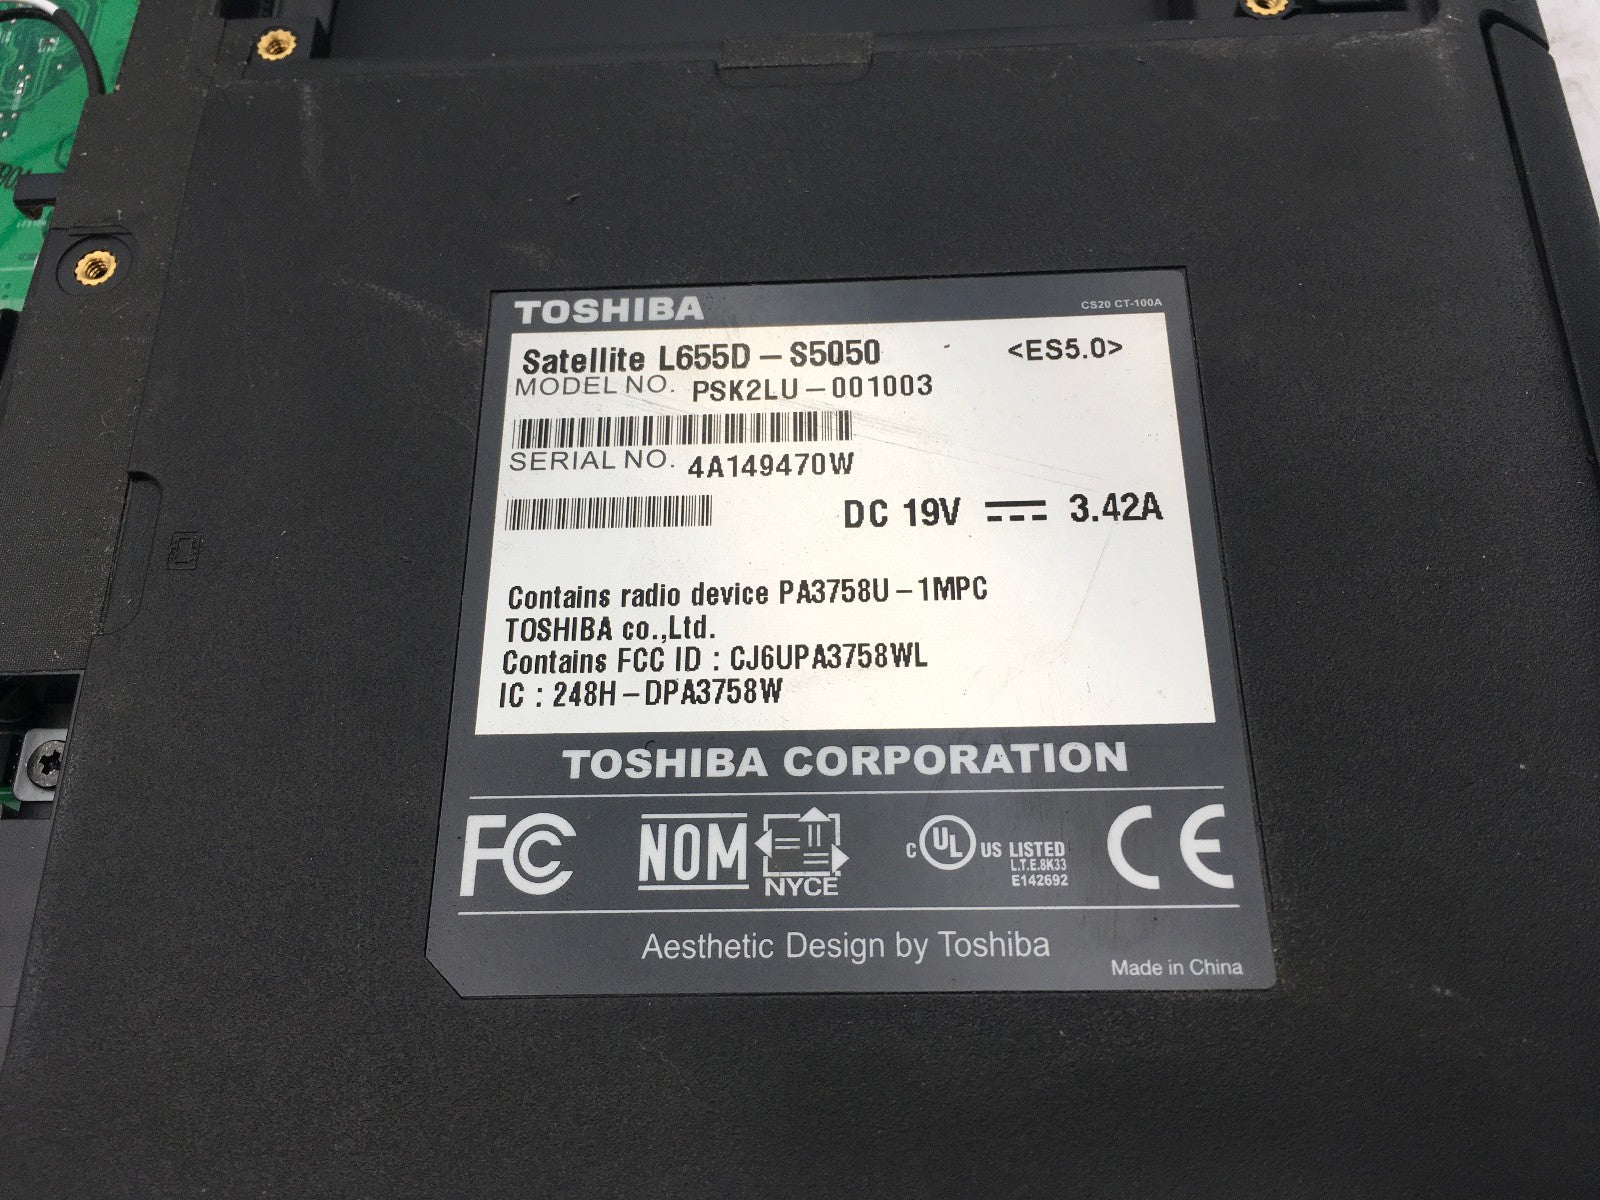 TOSHIBA
CS20 CT-100A
Satellite L655D – S5050 <ES5.0>
MODEL NO. PSK2LU – 001003
SERIAL NO. 4A149470W
DC 19V 3.42A
Contains radio device PA3758U – 1MPC
TOSHIBA co.,Ltd.
Contains FCC ID : CJ6UPA3758WL
IC : 248H – DPA3758W
TOSHIBA CORPORATION
FC NOM NYCE C UL US LISTED CE
L.T.E.8K33
E142692
Aesthetic Design by Toshiba
Made in China